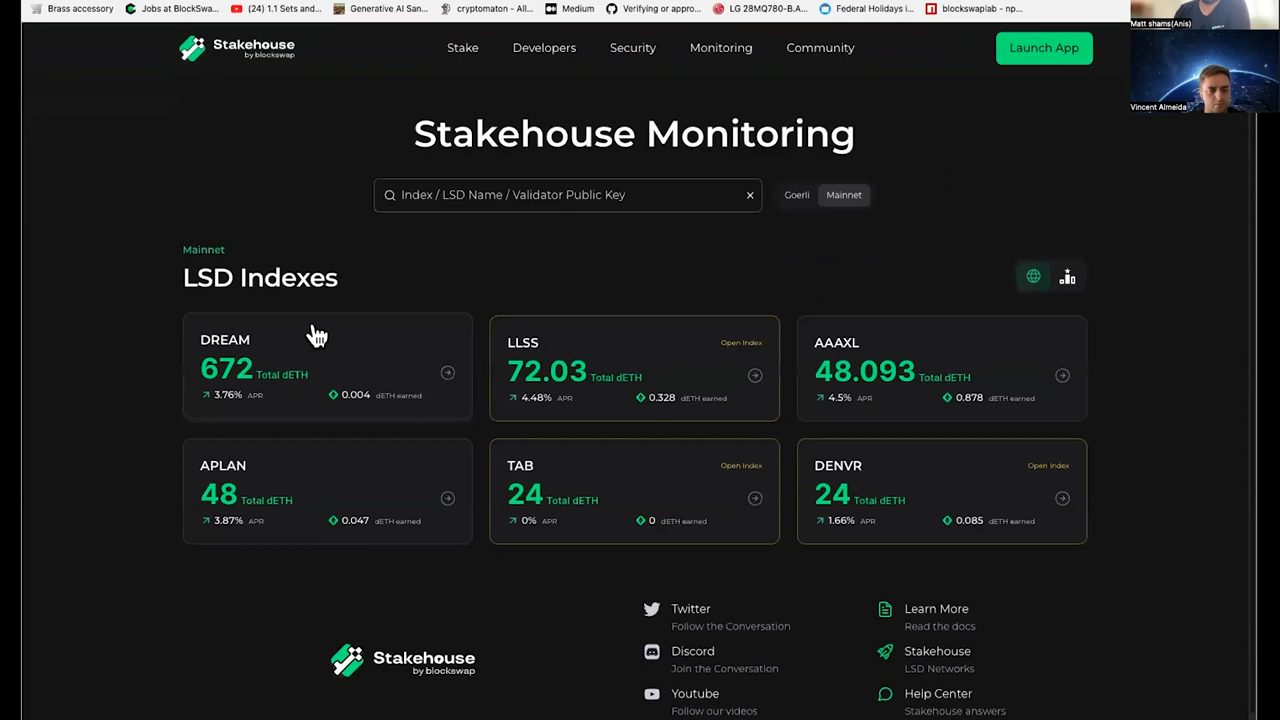 Brass accessory
Jobs at BlockSwa...
(24) 1.1 Sets and...
Generative AI San...
cryptomaton - All...
Medium
Verifying or appro...
LG 28MQ780-B.A...
Federal Holidays i...
blockswaplab - np...
Matt shams(Anis)
Vincent Almeida
Stakehouse
by blockswap
Stake
Developers
Security
Monitoring
Community
Launch App
Stakehouse Monitoring
Index / LSD Name / Validator Public Key
Goerli
Mainnet
Mainnet
LSD Indexes
DREAM
672 Total dETH
3.76% APR
0.004 dETH earned
LLSS
Open Index
72.03 Total dETH
4.48% APR
0.328 dETH earned
AAAXL
48.093 Total dETH
4.5% APR
0.878 dETH earned
APLAN
48 Total dETH
3.87% APR
0.047 dETH earned
TAB
Open Index
24 Total dETH
0% APR
0 dETH earned
DENVR
Open Index
24 Total dETH
1.66% APR
0.085 dETH earned
Stakehouse
by blockswap
Twitter
Follow the Conversation
Discord
Join the Conversation
Youtube
Follow our videos
Learn More
Read the docs
Stakehouse
LSD Networks
Help Center
Stakehouse answers